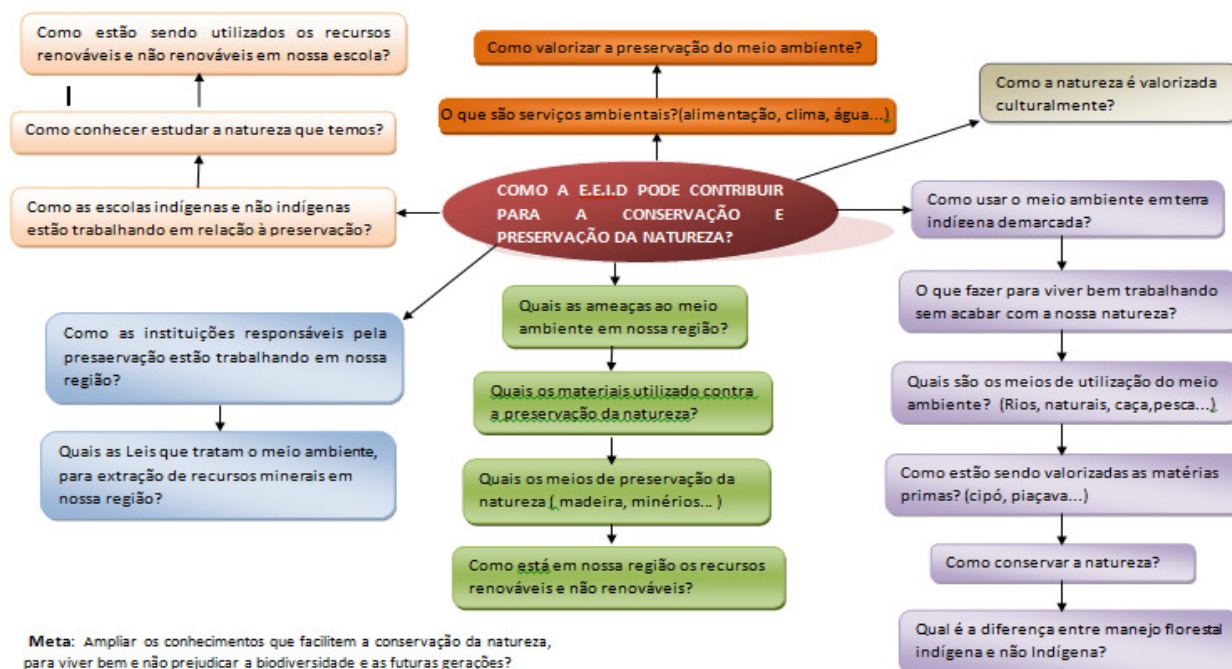 Como estão sendo utilizados os recursos
renováveis e não renováveis em nossa escola?
Como conhecer estudar a natureza que temos?
Como as escolas indígenas e não indígenas
estão trabalhando em relação à preservação?
Como valorizar a preservação do meio ambiente?
O que são serviços ambientais?(alimentação, clima, água...)
Como a natureza é valorizada
culturalmente?
COMO A E.E.I.D PODE CONTRIBUIR
PARA A CONSERVAÇÃO E
PRESERVAÇÃO DA NATUREZA?
Como as instituições responsáveis pela
presaervação estão trabalhando em nossa
região?
Quais as Leis que tratam o meio ambiente,
para extração de recursos minerais em
nossa região?
Quais as ameaças ao meio
ambiente em nossa região?
Quais os materiais utilizado contra
a preservação da natureza?
Quais os meios de preservação da
natureza ( madeira, minérios... )
Como está em nossa região os recursos
renováveis e não renováveis?
Como usar o meio ambiente em terra
indígena demarcada?
O que fazer para viver bem trabalhando
sem acabar com a nossa natureza?
Quais são os meios de utilização do meio
ambiente? (Rios, naturais, caça,pesca...)
Como estão sendo valorizadas as matérias
primas? (cipó, piaçava...)
Como conservar a natureza?
Qual é a diferença entre manejo florestal
indígena e não Indígena?
Meta: Ampliar os conhecimentos que facilitem a conservação da natureza,
para viver bem e não prejudicar a biodiversidade e as futuras gerações?